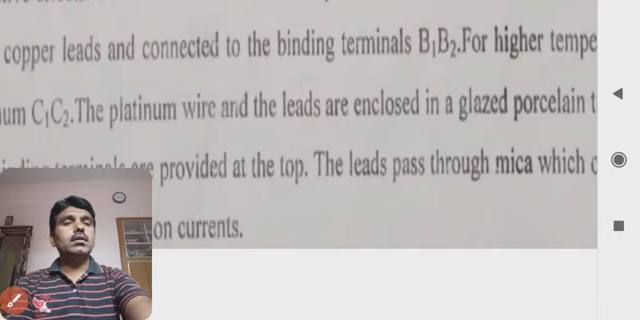 copper leads and connected to the binding terminals B₁B₂.For higher tempe
C₁C₂.The platinum wire and the leads are enclosed in a glazed porcelain t
are provided at the top. The leads pass through mica which c
on currents.